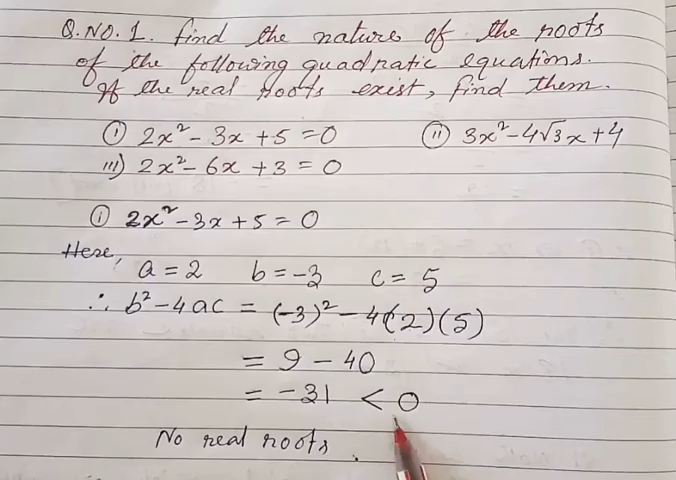 Q.NO.1. find the nature of the roots
of the following quadratic equations.
If the real roots exist, find them.
(i) 2x² - 3x + 5 = 0 (ii) 3x² - 4√3x + 4
iii) 2x² - 6x + 3 = 0
(i) 2x² - 3x + 5 = 0
Here,
a = 2 b = -3 c = 5
∴ b² - 4ac = (-3)² - 4(2)(5)
= 9 - 40
= -31 < 0
No real roots.